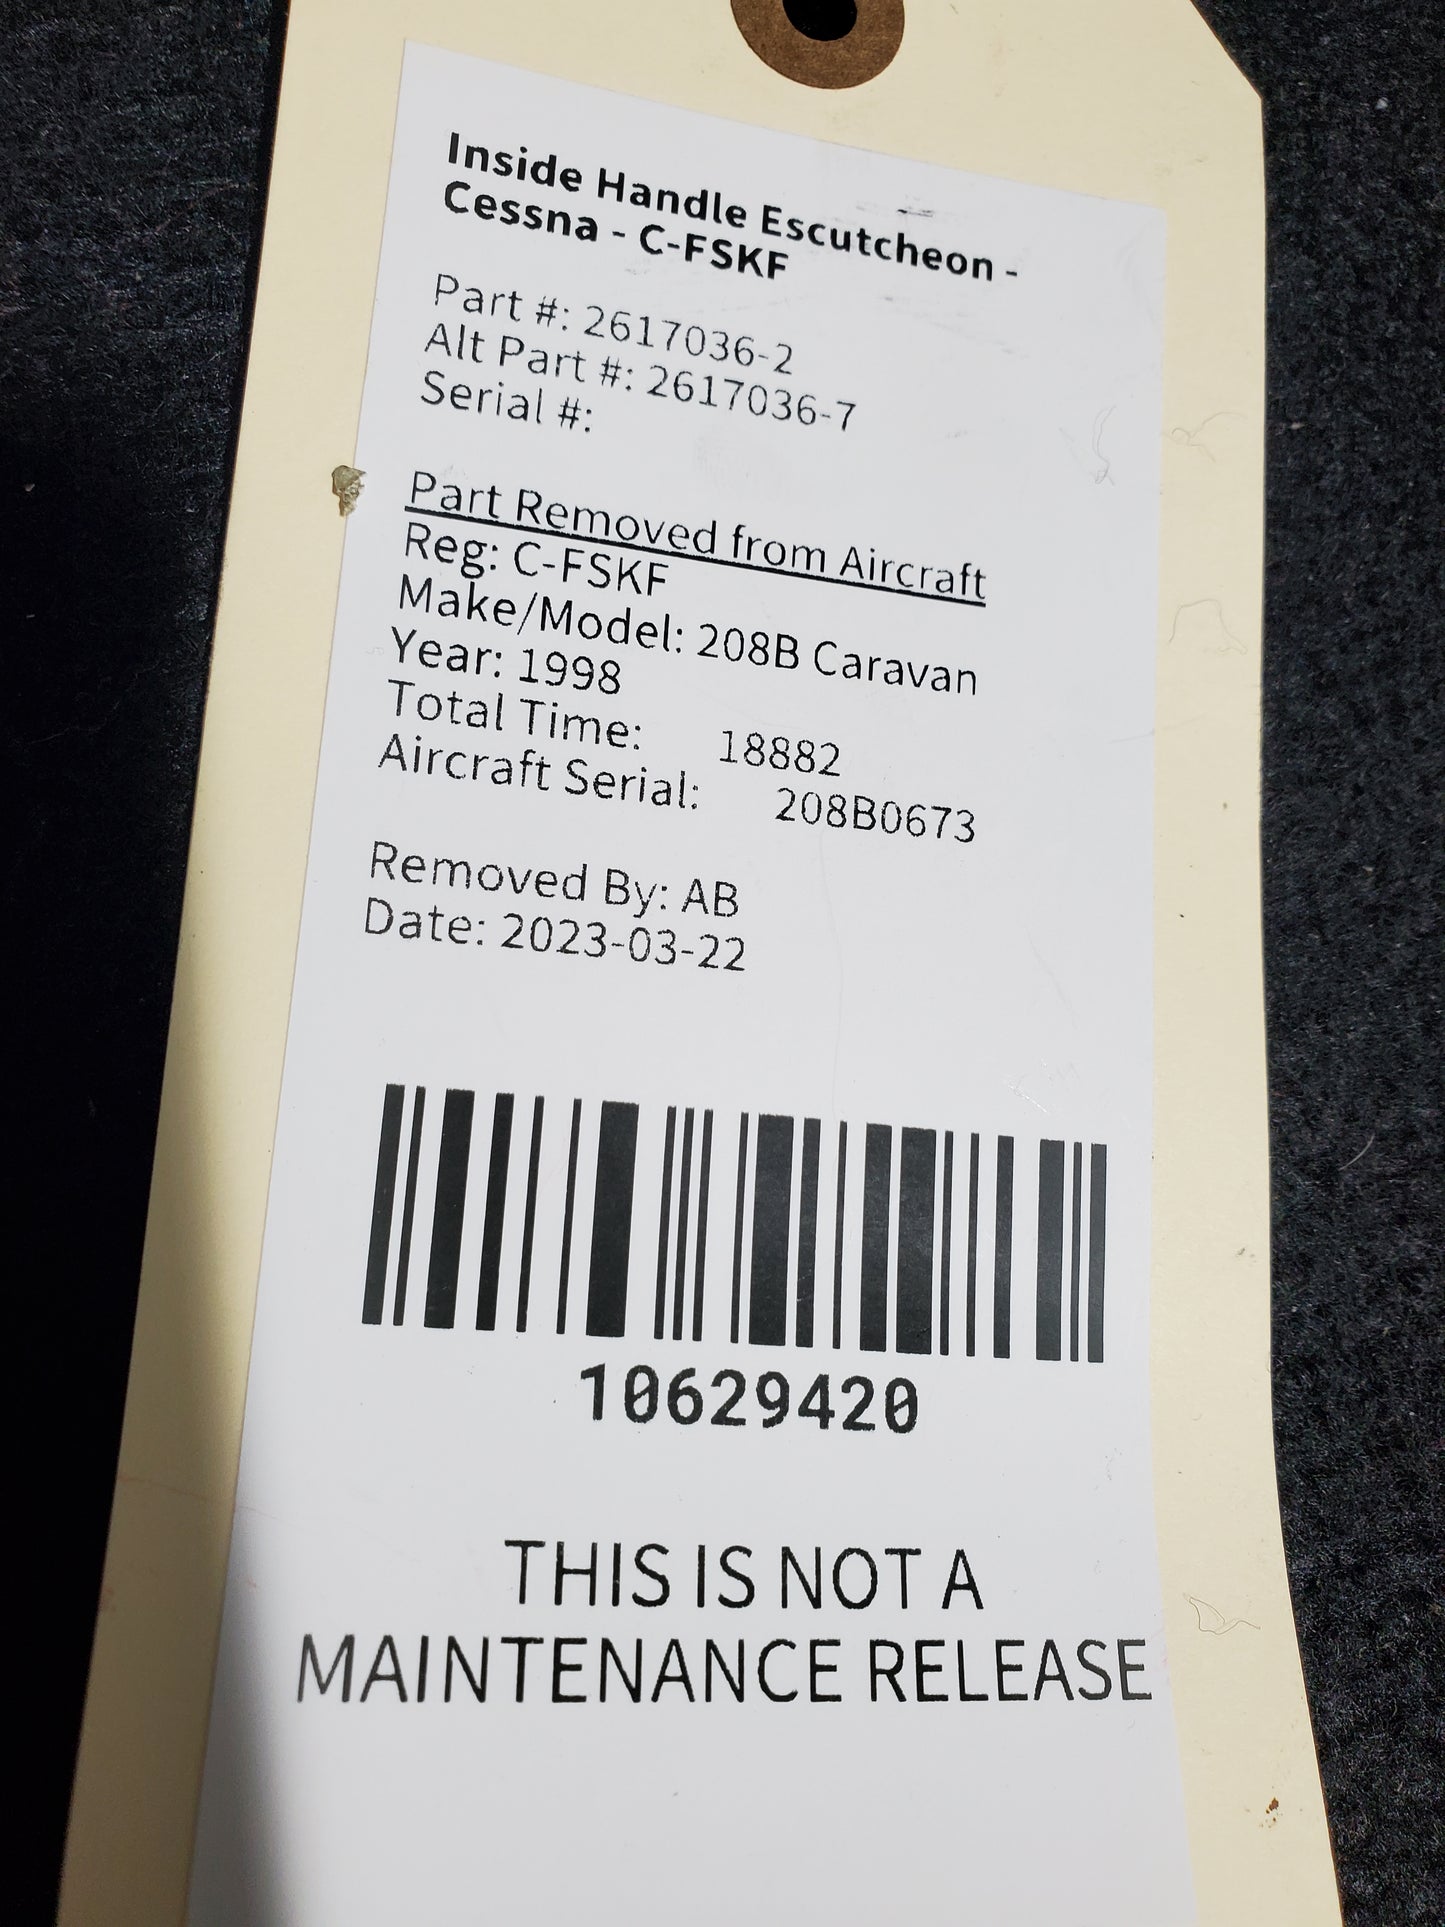 Inside Handle Escutcheon -
Cessna - C-FSKF
Part #: 2617036-2
Alt Part #: 2617036-7
Serial #:
Part Removed from Aircraft
Reg: C-FSKF
Make/Model: 208B Caravan
Year: 1998
Total Time: 18882
Aircraft Serial: 208B0673
Removed By: AB
Date: 2023-03-22
10629420
THIS IS NOT A
MAINTENANCE RELEASE